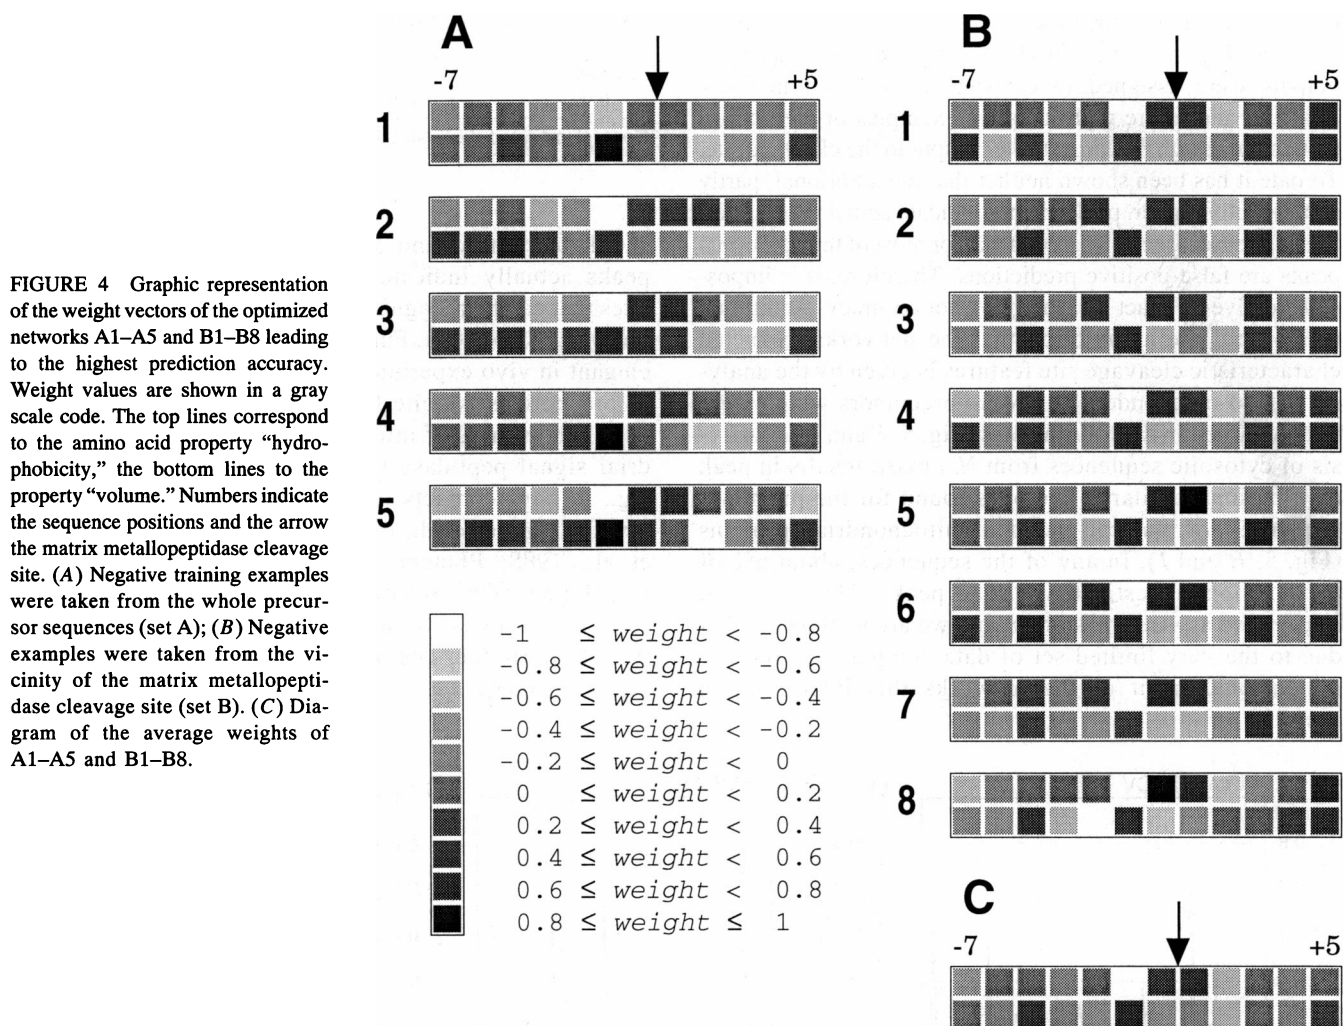 FIGURE 4 Graphic representation
of the weight vectors of the optimized
networks A1–A5 and B1–B8 leading
to the highest prediction accuracy.
Weight values are shown in a gray
scale code. The top lines correspond
to the amino acid property “hydro-
phobicity,” the bottom lines to the
property “volume.” Numbers indicate
the sequence positions and the arrow
the matrix metallopeptidase cleavage
site. (A) Negative training examples
were taken from the whole precur-
sor sequences (set A); (B) Negative
examples were taken from the vi-
cinity of the matrix metallopepti-
dase cleavage site (set B). (C) Dia-
gram of the average weights of
A1–A5 and B1–B8.
A
-7 +5
1
2
3
4
5
-1 ≤ weight < -0.8
-0.8 ≤ weight < -0.6
-0.6 ≤ weight < -0.4
-0.4 ≤ weight < -0.2
-0.2 ≤ weight < 0
0 ≤ weight < 0.2
0.2 ≤ weight < 0.4
0.4 ≤ weight < 0.6
0.6 ≤ weight < 0.8
0.8 ≤ weight ≤ 1
B
-7 +5
1
2
3
4
5
6
7
8
C
-7 +5